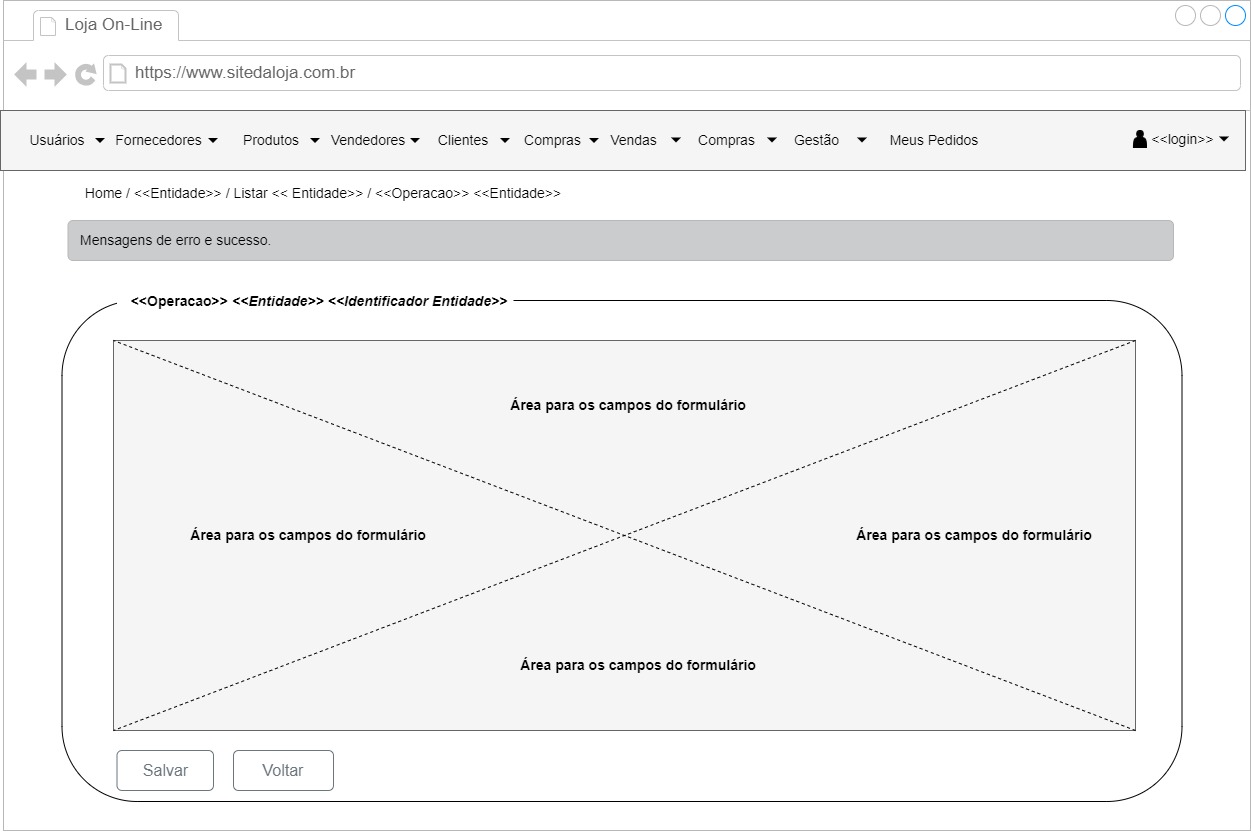 Loja On-Line
https://www.sitedaloja.com.br
Usuários Fornecedores Produtos Vendedores Clientes Compras Vendas Compras Gestão Meus Pedidos <<login>>
Home / <<Entidade>> / Listar << Entidade>> / <<Operacao>> <<Entidade>>
Mensagens de erro e sucesso.
<<Operacao>> <<Entidade>> <<Identificador Entidade>>
Área para os campos do formulário
Área para os campos do formulário Área para os campos do formulário
Área para os campos do formulário
Salvar Voltar